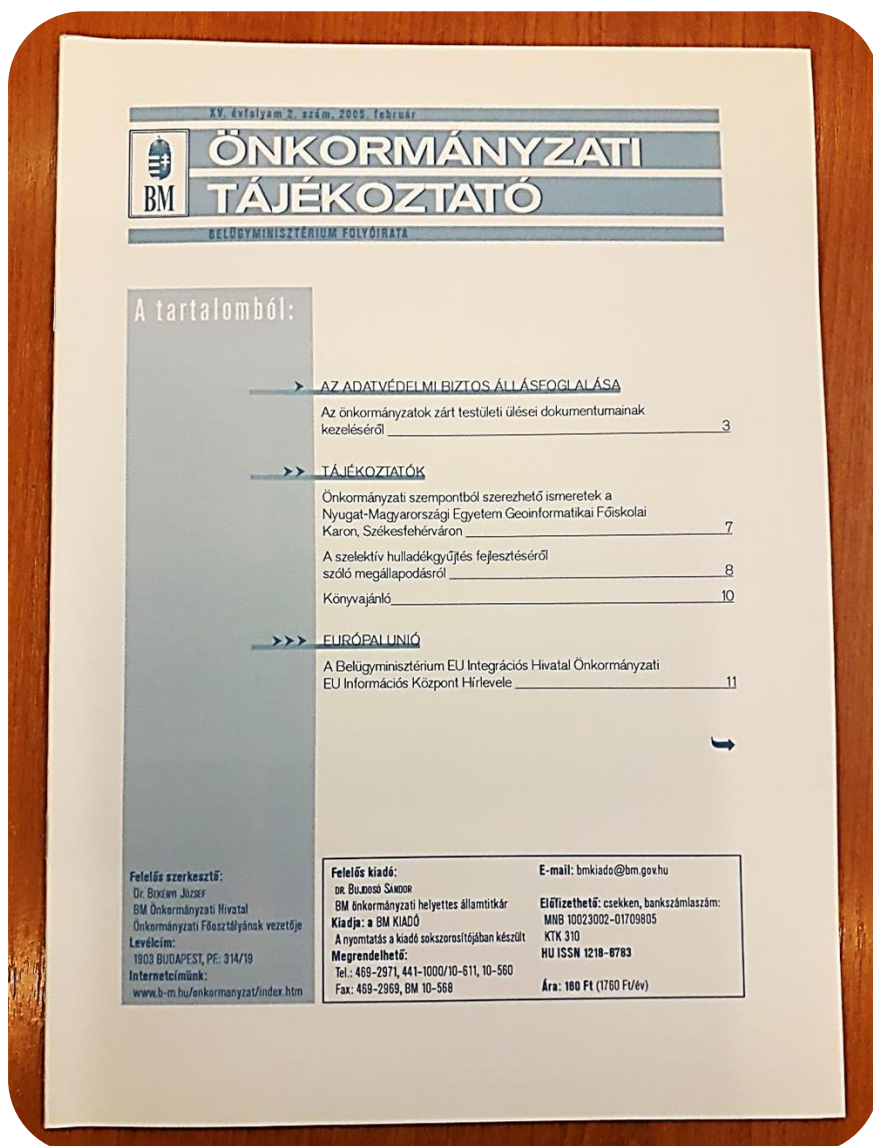 XV. évfolyam 2. szám, 2005. február
ÖNKORMÁNYZATI
TÁJÉKOZTATÓ
BM
BELÜGYMINISZTÉRIUM FOLYÓIRATA
A tartalomból:
AZ ADATVÉDELMI BIZTOS ÁLLÁSFOGLALÁSA
Az önkormányzatok zárt testületi ülései dokumentumainak
kezeléséről 3
TÁJÉKOZTATÓK
Önkormányzati szempontból szerezhető ismeretek a
Nyugat-Magyarországi Egyetem Geoinformatikai Főiskolai
Karon, Székesfehérváron 7
A szelektív hulladékgyűjtés fejlesztéséről
szóló megállapodásról 8
Könyvajánló 10
EURÓPAI UNIÓ
A Belügyminisztérium EU Integrációs Hivatal Önkormányzati
EU Információs Központ Hírlevele 11
Felelős szerkesztő:
Dr. BEKÉNYI JÓZSEF
BM Önkormányzati Hivatal
Önkormányzati Főosztályának vezetője
Levélcím:
1903 BUDAPEST, PF.: 314/19
Internetcímünk:
www.b-m.hu/onkormanyzat/index.htm
Felelős kiadó:
DR. BUJDOSÓ SÁNDOR
BM önkormányzati helyettes államtitkár
Kiadja: a BM KIADÓ
A nyomtatás a kiadó sokszorosítójában készült
Megrendelhető:
Tel.: 469-2971, 441-1000/10-611, 10-560
Fax: 469-2969, BM 10-568
E-mail: bmkiado@bm.gov.hu
Előfizethető: csekken, bankszámlaszám:
MNB 10023002-01709805
KTK 310
HU ISSN 1218-6783
Ára: 160 Ft (1760 Ft/év)